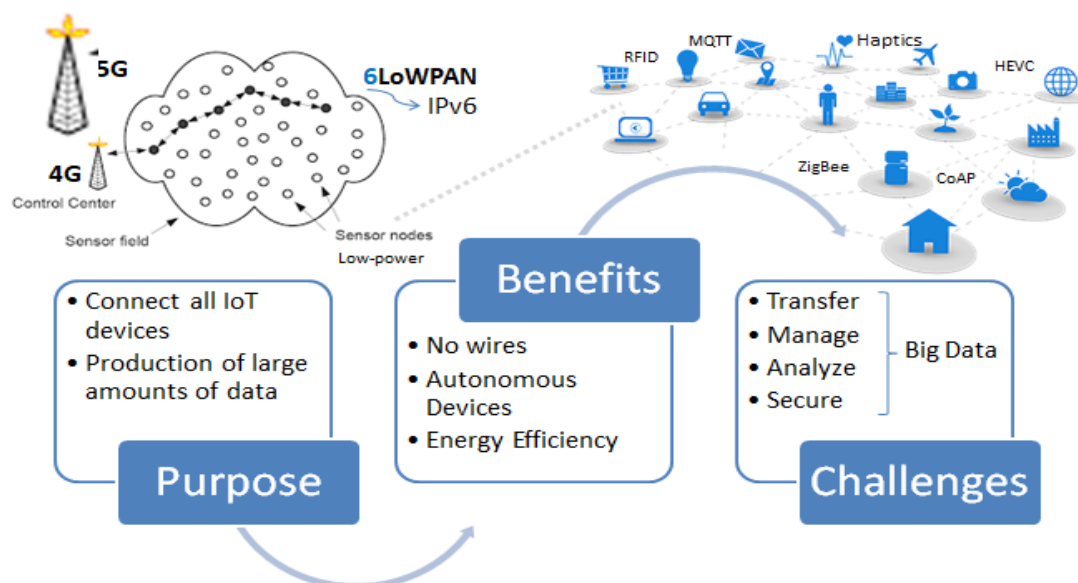 5G
6LoWPAN
IPv6
4G
Control Center
Sensor field
Sensor nodes
Low-power
RFID
MQTT
Haptics
HEVC
ZigBee
CoAP
• Connect all IoT
devices
• Production of large
amounts of data
Purpose
Benefits
• No wires
• Autonomous
Devices
• Energy Efficiency
• Transfer
• Manage
• Analyze
• Secure
Big Data
Challenges